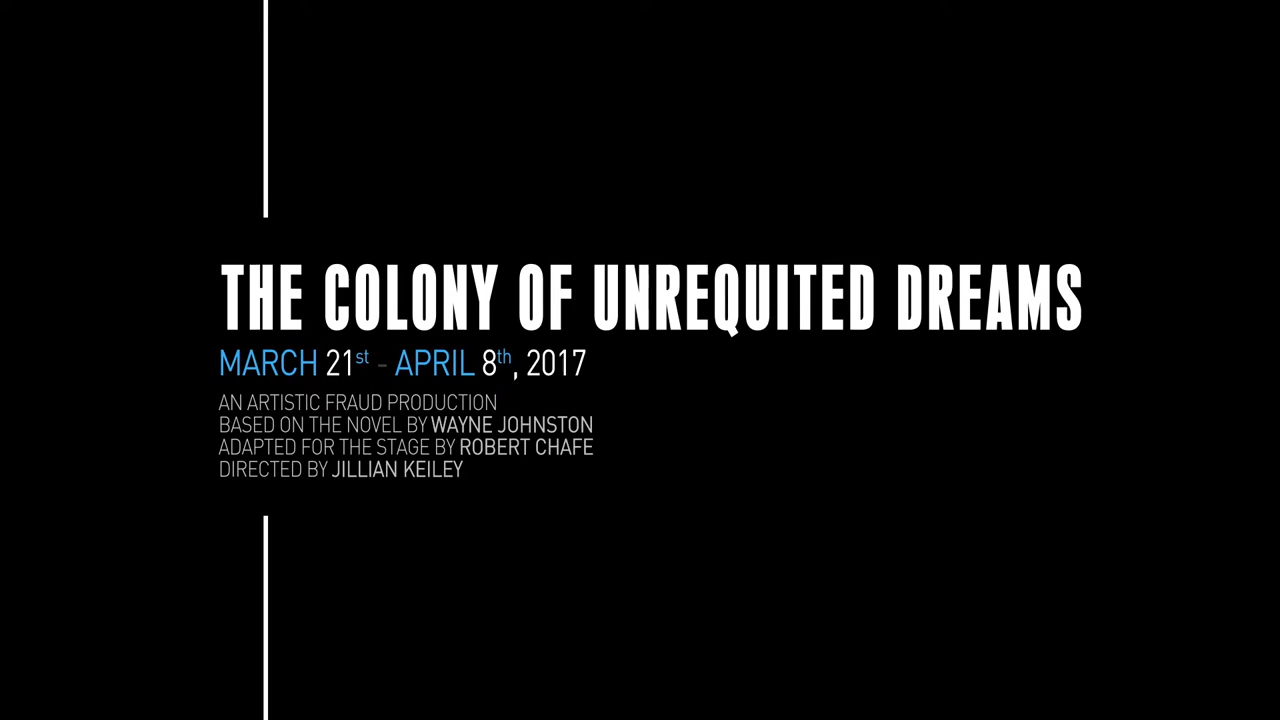 THE COLONY OF UNREQUITED DREAMS
MARCH 21st - APRIL 8th, 2017
AN ARTISTIC FRAUD PRODUCTION
BASED ON THE NOVEL BY WAYNE JOHNSTON
ADAPTED FOR THE STAGE BY ROBERT CHAFE
DIRECTED BY JILLIAN KEILEY